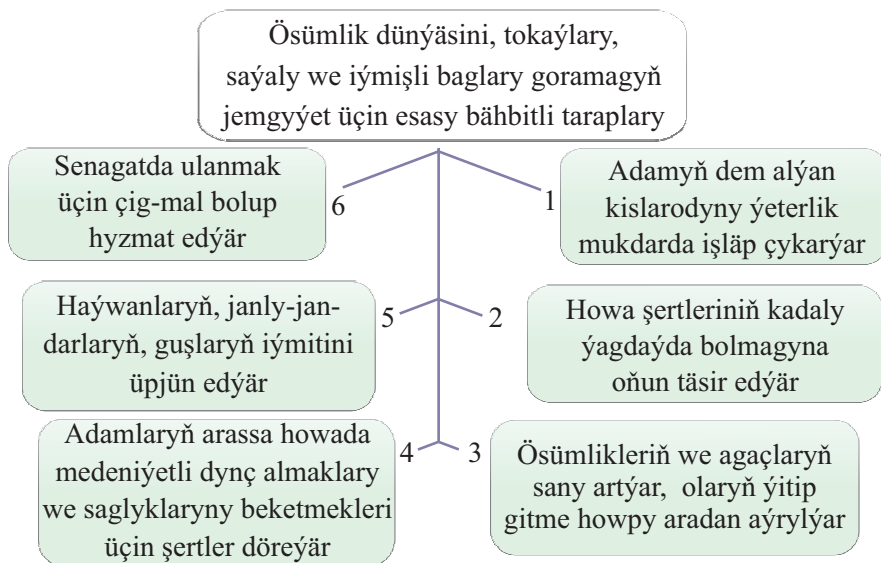 Ösümlik dünýäsini, tokaýlary,
saýaly we iýmişli baglary goramagyň
jemgyýet üçin esasy bähbitli taraplary
Senagatda ulanmak
üçin çig-mal bolup
hyzmat edýär
6
1
Adamyň dem alýan
kislarodyny ýeterlik
mukdarda işläp çykarýar
Haýwanlaryň, janly-jan-
darlaryň, guşlaryň iýmitini
üpjün edýär
5
2
Howa şertleriniň kadaly
ýagdaýda bolmagyna
oňun täsir edýär
Adamlaryň arassa howada
medeniýetli dynç almaklary
we saglyklaryny beketmekleri
üçin şertler döreýär
4
3
Ösümlikleriň we agaçlaryň
sany artýar, olaryň ýitip
gitme howpy aradan aýrylýar